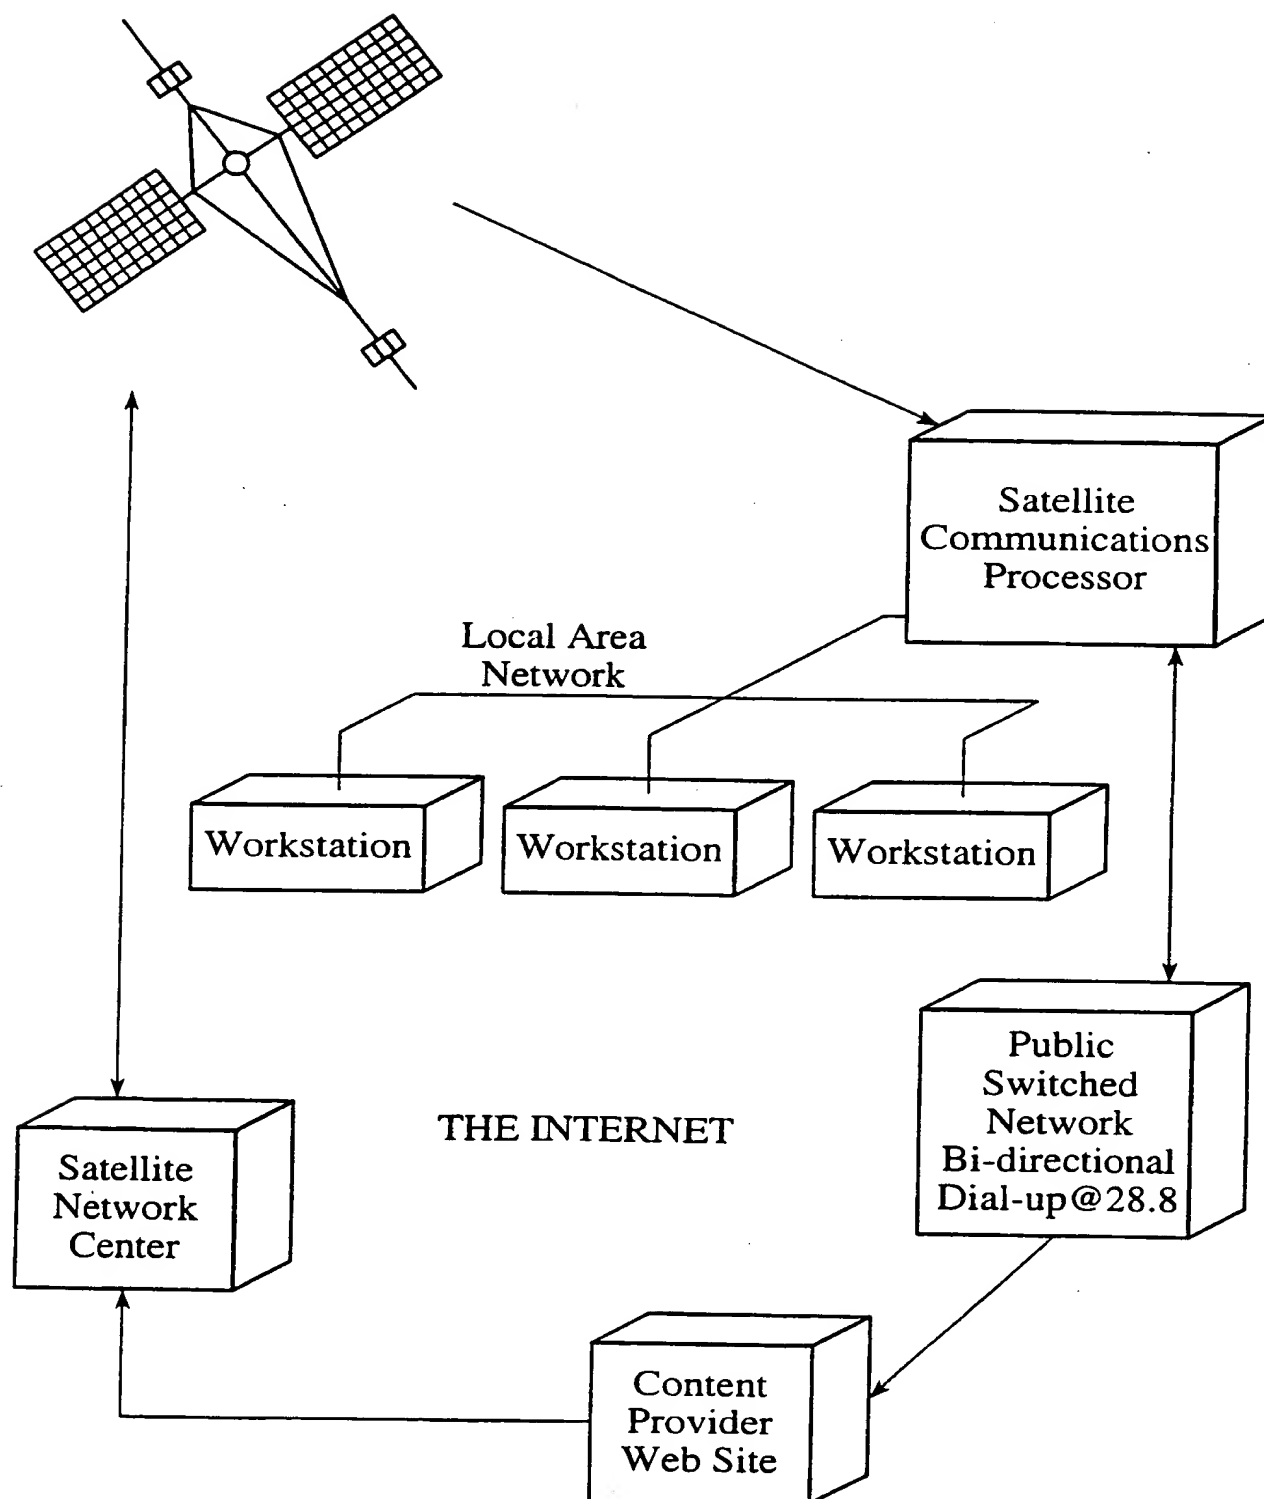 Satellite
Communications
Processor
Local Area
Network
Workstation
Workstation
Workstation
Public
Switched
Network
Bi-directional
Dial-up@28.8
THE INTERNET
Satellite
Network
Center
Content
Provider
Web Site